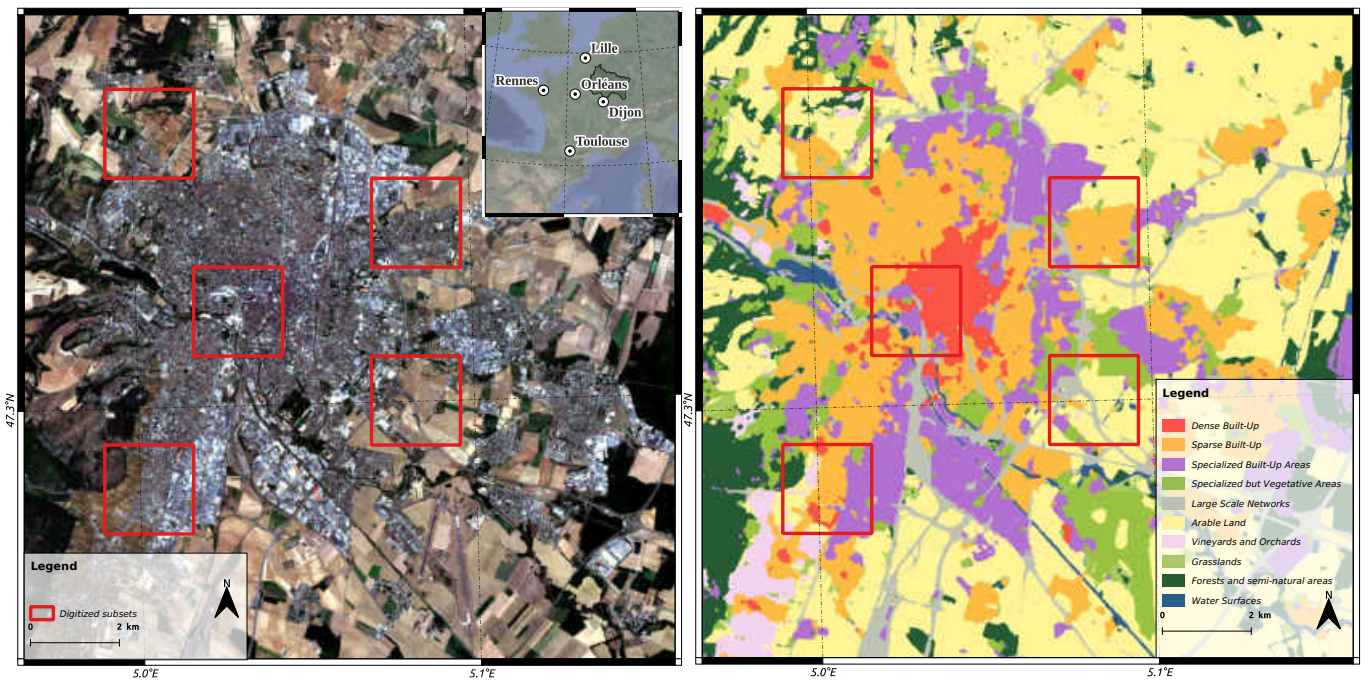 Lille
Rennes
Orléans
Dijon
Toulouse
47.3°N
Legend
Digitized subsets
N
0 2 km
5.0°E
5.1°E
47.3°N
Legend
Dense Built-Up
Sparse Built-Up
Specialized Built-Up Areas
Specialized but Vegetative Areas
Large Scale Networks
Arable Land
Vineyards and Orchards
Grasslands
Forests and semi-natural areas
Water Surfaces
N
0 2 km
5.0°E
5.1°E